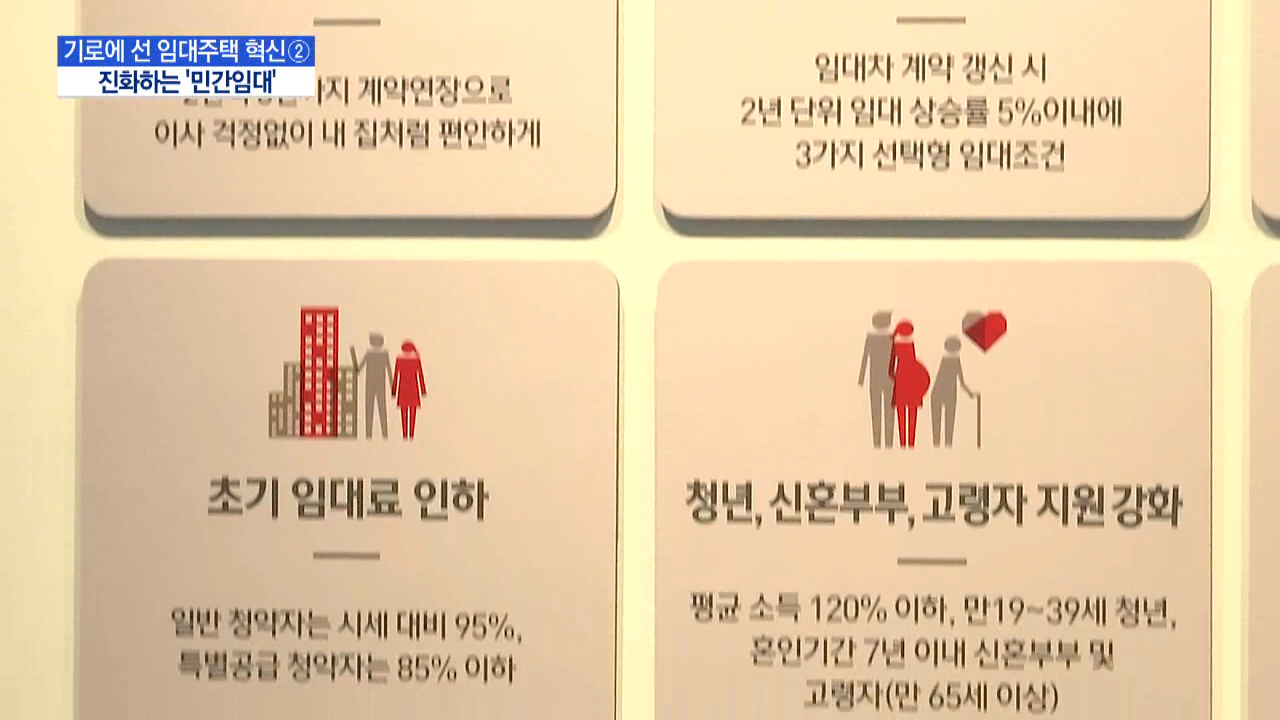 기로에 선 임대주택 혁신②
진화하는 '민간임대'
계약연장으로
이사 걱정없이 내 집처럼 편안하게
임대차 계약 갱신 시
2년 단위 임대 상승률 5%이내에
3가지 선택형 임대조건
초기 임대료 인하
일반 청약자는 시세 대비 95%,
특별공급 청약자는 85% 이하
청년, 신혼부부, 고령자 지원 강화
평균 소득 120% 이하, 만19~39세 청년,
혼인기간 7년 이내 신혼부부 및
고령자(만 65세 이상)